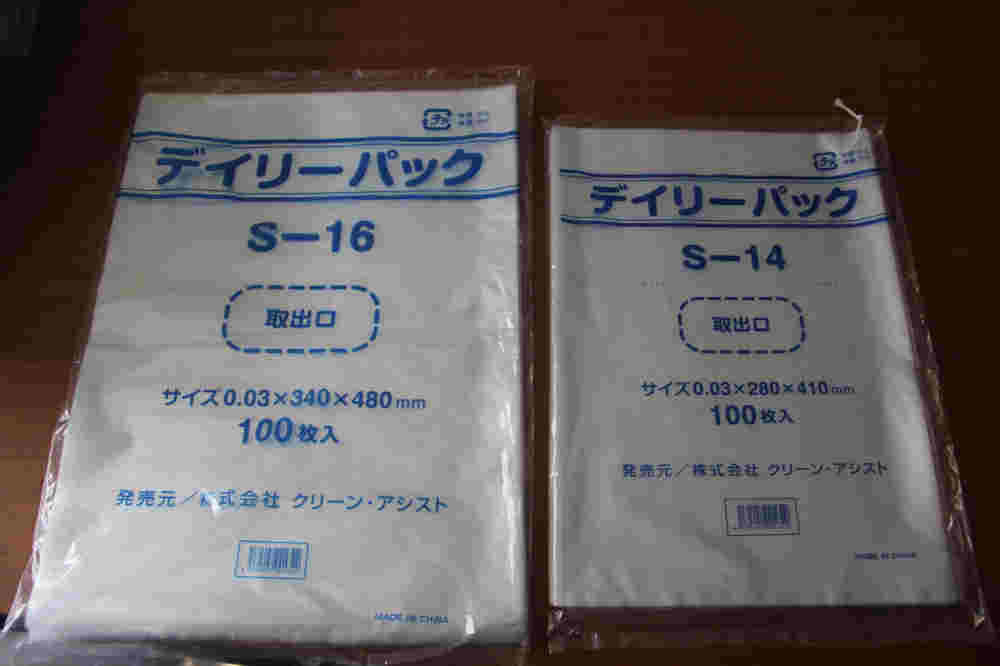 デイリーパック
S－16
取出口
サイズ0.03×340×480mm
100枚入
発売元／株式会社 クリーン・アシスト
MADE IN CHINA
デイリーパック
S－14
取出口
サイズ0.03×280×410mm
100枚入
発売元／株式会社 クリーン・アシスト
MADE IN CHINA